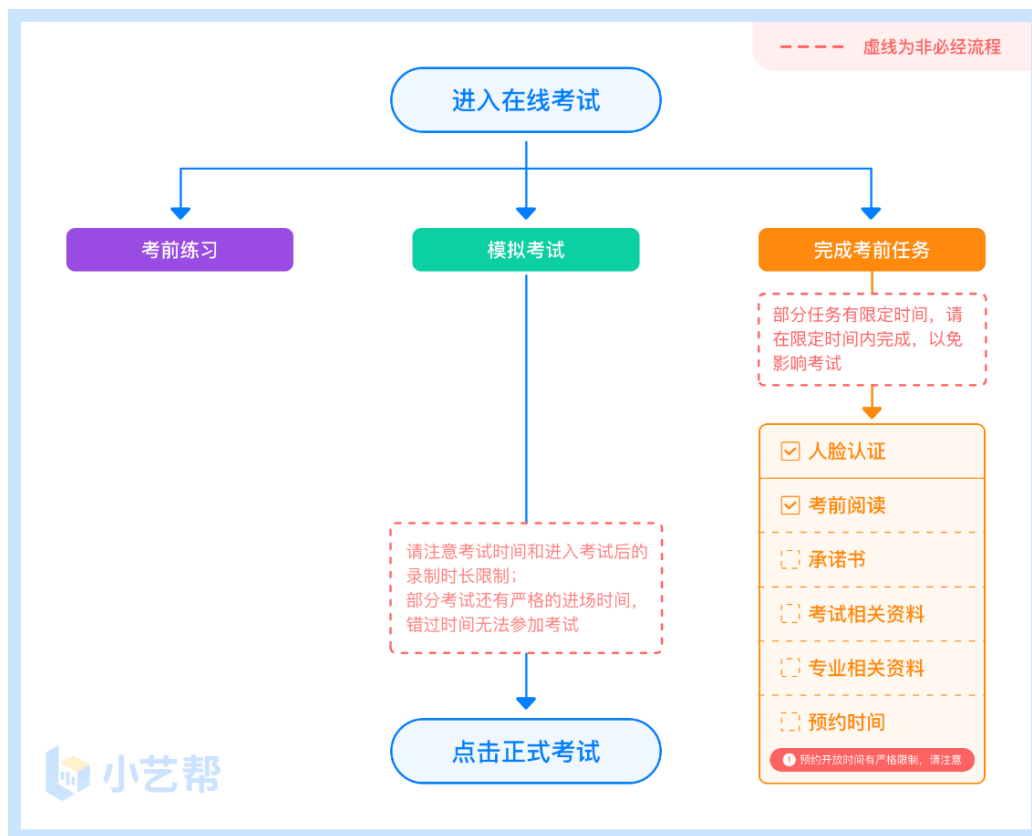 虚线为非必经流程
进入在线考试
考前练习
模拟考试
完成考前任务
部分任务有限定时间，请
在限定时间内完成，以免
影响考试
人脸认证
考前阅读
承诺书
考试相关资料
专业相关资料
预约时间
预约开放时间有严格限制，请注意
请注意考试时间和进入考试后的
录制时长限制；
部分考试还有严格的进场时间，
错过时间无法参加考试
点击正式考试
小艺帮